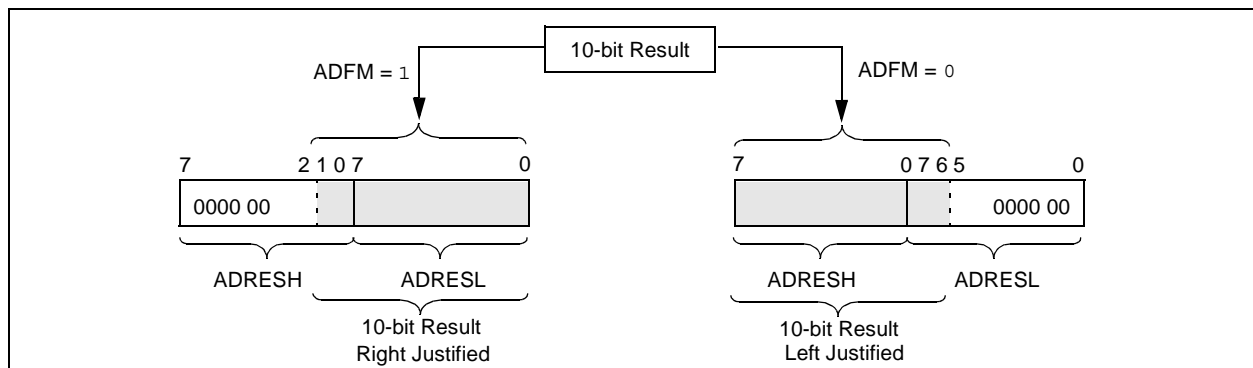 10-bit Result
ADFM = 1
ADFM = 0
7 2 1 0 7 0
7 0 7 6 5 0
0000 00
0000 00
ADRESH ADRESL
ADRESH ADRESL
10-bit Result
Right Justified
10-bit Result
Left Justified